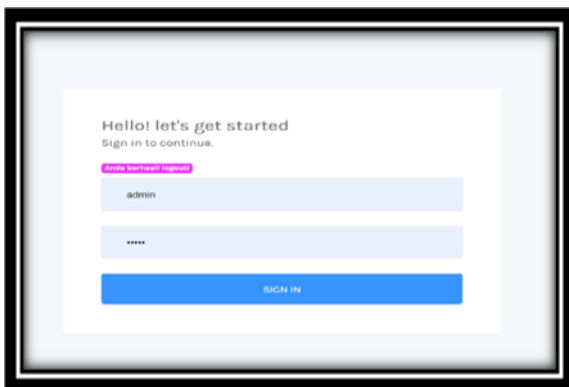 Hello! let's get started
Sign in to continue.
Anda berhasil logout!
admin
•••••
SIGN IN